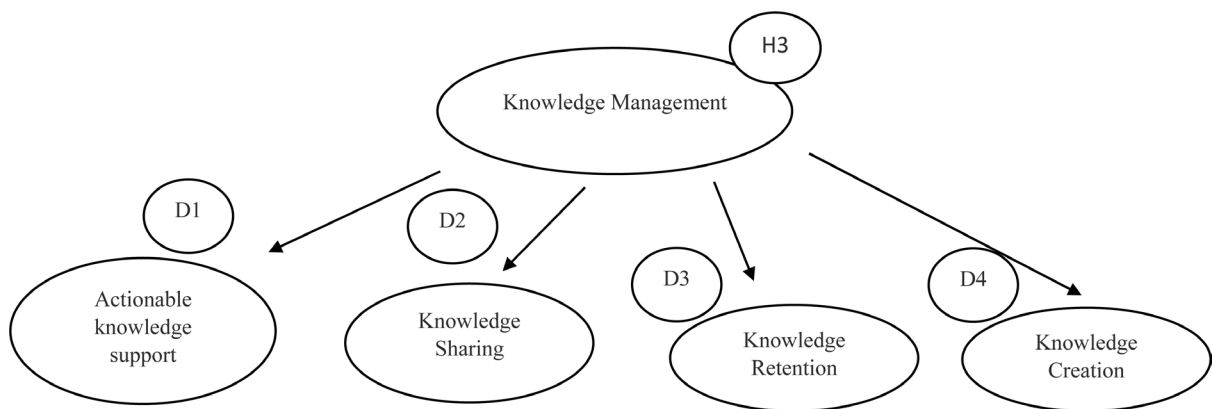 H3
Knowledge Management
D1
D2
D3
D4
Actionable
knowledge
support
Knowledge
Sharing
Knowledge
Retention
Knowledge
Creation